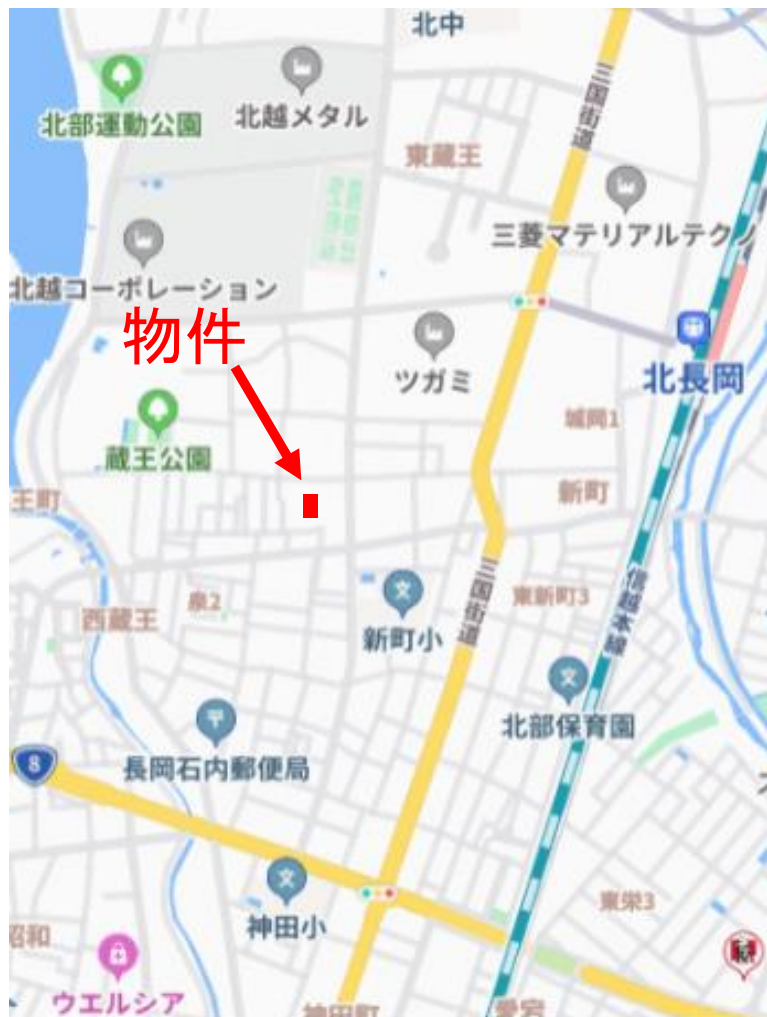 北中
三国街道
北部運動公園
北越メタル
東蔵王
三菱マテリアルテクノ
北越コーポレーション
物件
ツガミ
北長岡
城岡1
蔵王公園
王町
新町
三国街道
信越本線
泉2
東新町3
西蔵王
新町小
北部保育園
8
長岡石内郵便局
東栄3
神田小
昭和
ウエルシア
神田町
愛宕